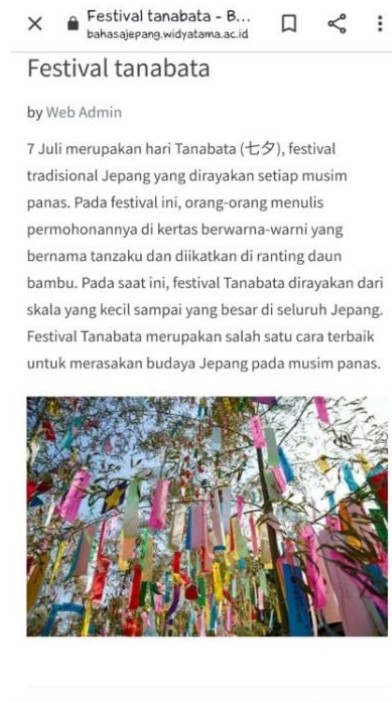 Festival tanabata - B...
bahasajepang.widyatama.ac.id
Festival tanabata
by Web Admin
7 Juli merupakan hari Tanabata (七夕), festival
tradisional Jepang yang dirayakan setiap musim
panas. Pada festival ini, orang-orang menulis
permohonannya di kertas berwarna-warni yang
bernama tanzaku dan diikatkan di ranting daun
bambu. Pada saat ini, festival Tanabata dirayakan dari
skala yang kecil sampai yang besar di seluruh Jepang.
Festival Tanabata merupakan salah satu cara terbaik
untuk merasakan budaya Jepang pada musim panas.